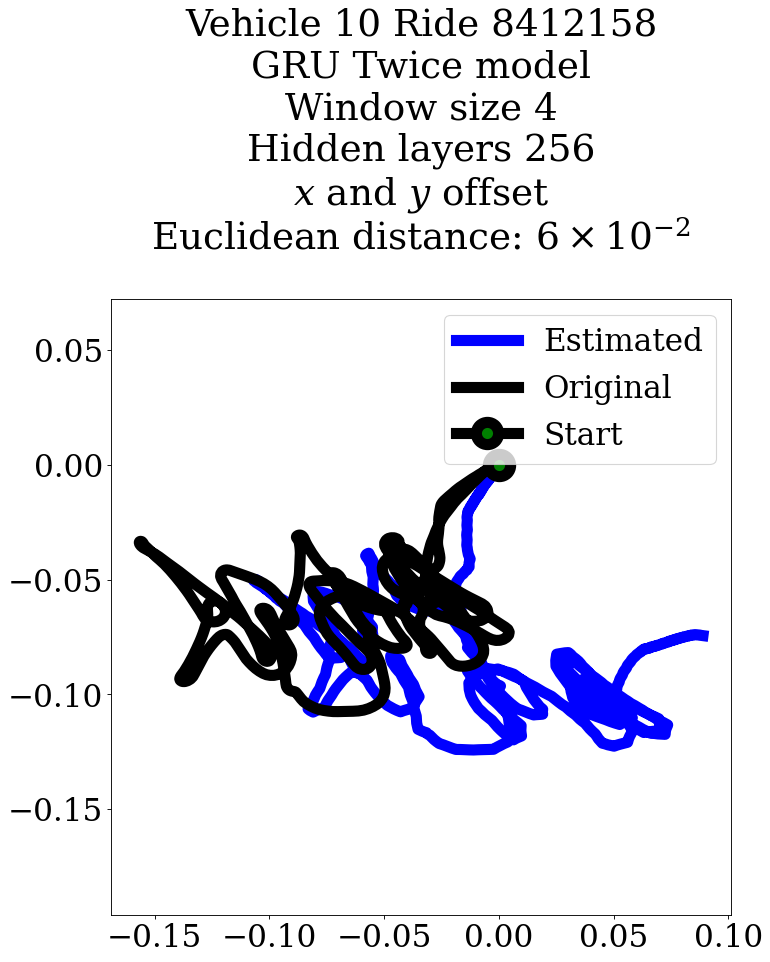 Vehicle 10 Ride 8412158
GRU Twice model
Window size 4
Hidden layers 256
x and y offset
Euclidean distance: 6 × 10⁻²
Estimated
Original
Start
0.05
0.00
−0.05
−0.10
−0.15
−0.15 −0.10 −0.05 0.00 0.05 0.10